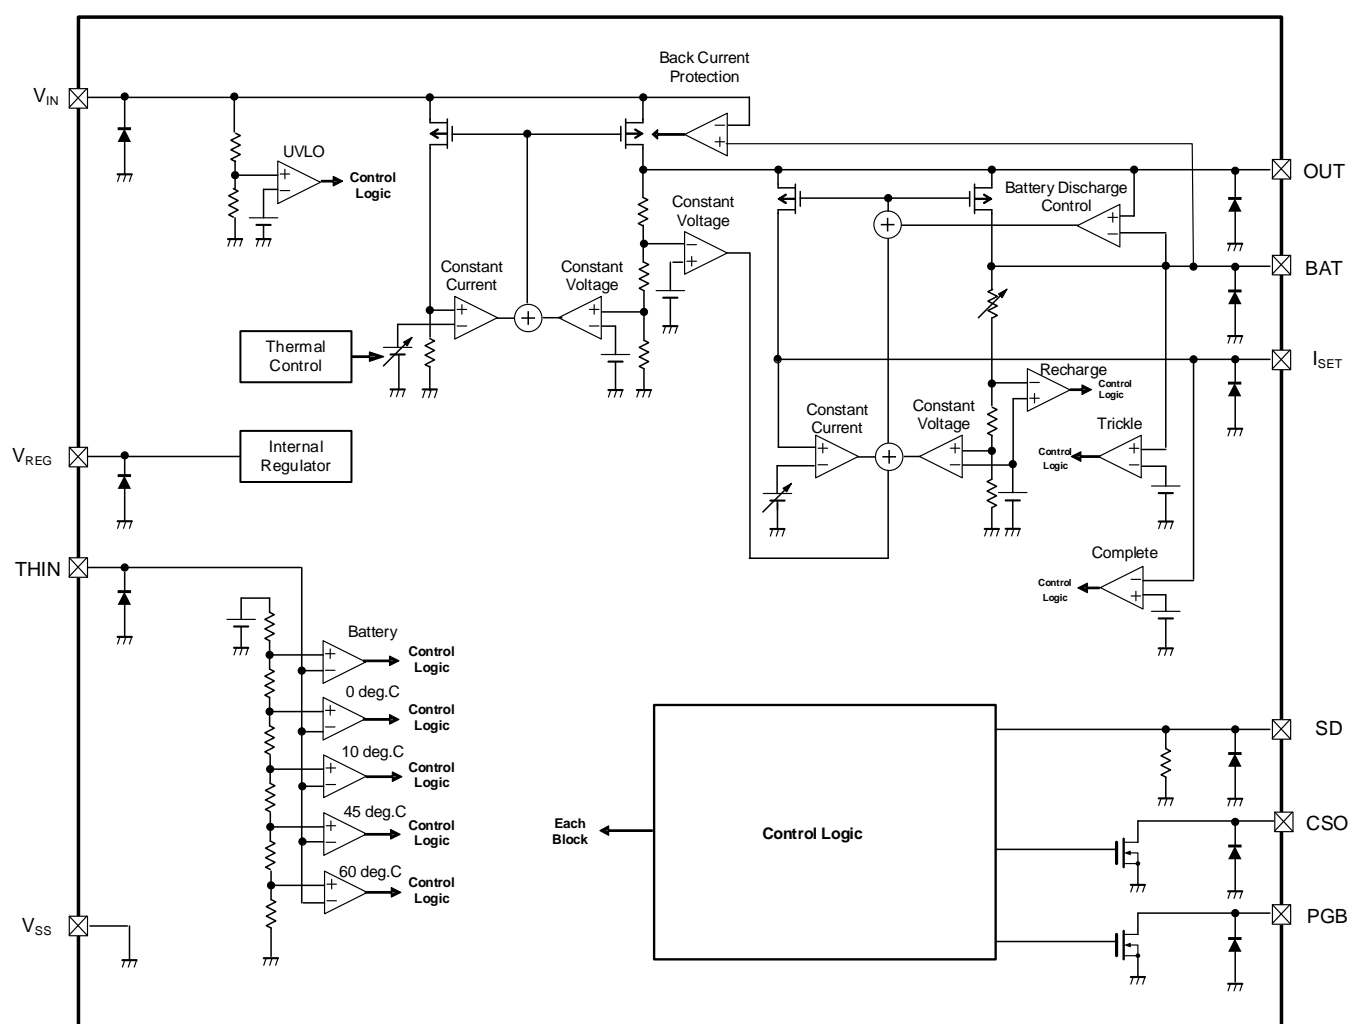 Back Current
Protection
VIN
UVLO
Control
Logic
OUT
Constant
Voltage
Battery Discharge
Control
+
BAT
Constant
Current
Constant
Voltage
+
Thermal
Control
ISET
Recharge
Control
Logic
Constant
Current
Constant
Voltage
+
Trickle
Control
Logic
VREG
Internal
Regulator
Complete
Control
Logic
THIN
Battery
Control
Logic
0 deg.C
Control
Logic
10 deg.C
Control
Logic
45 deg.C
Control
Logic
60 deg.C
Control
Logic
VSS
Each
Block
Control Logic
SD
CSO
PGB